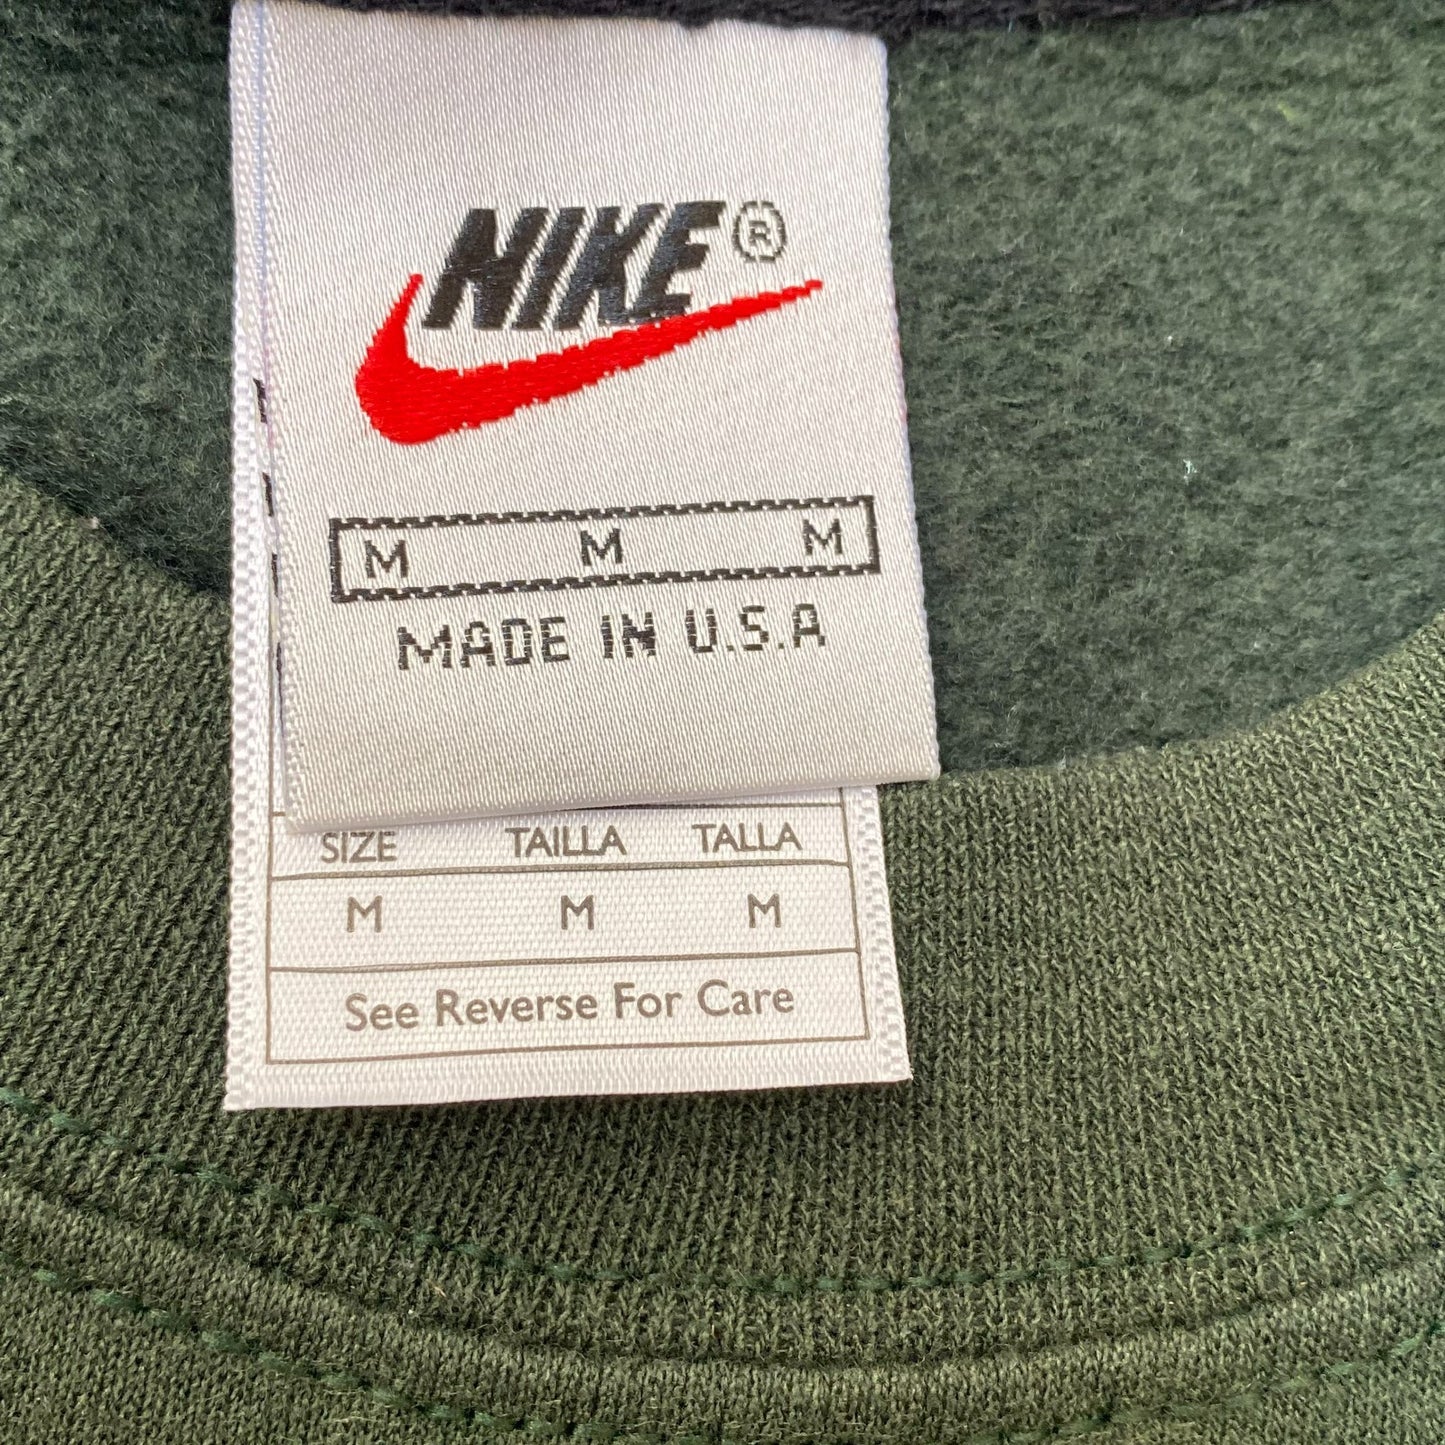 NIKE®
M M M
MADE IN U.S.A
SIZE TAILLA TALLA
M M M
See Reverse For Care